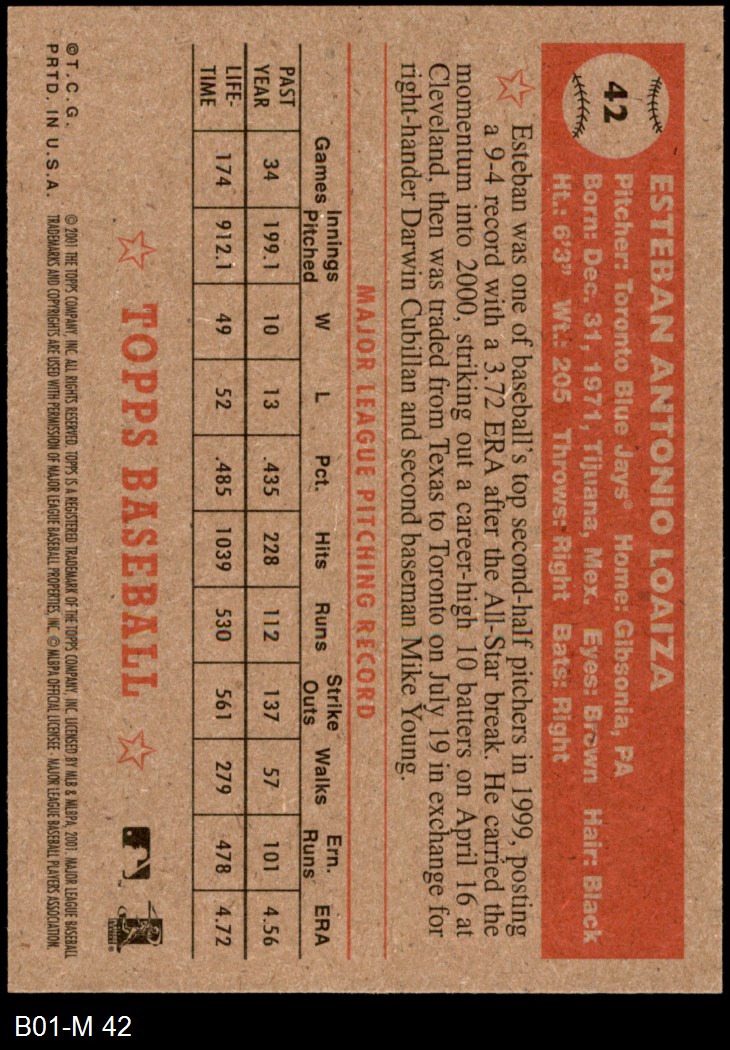 42
ESTEBAN ANTONIO LOAIZA
Pitcher: Toronto Blue Jays® Home: Gibsonia, PA
Born: Dec. 31, 1971, Tijuana, Mex. Eyes: Brown Hair: Black
Ht.: 6'3" Wt.: 205 Throws: Right Bats: Right
Esteban was one of baseball's top second-half pitchers in 1999, posting
a 9-4 record with a 3.72 ERA after the All-Star break. He carried the
momentum into 2000, striking out a career-high 10 batters on April 16 at
Cleveland, then was traded from Texas to Toronto on July 19 in exchange for
right-hander Darwin Cubillan and second baseman Mike Young.
MAJOR LEAGUE PITCHING RECORD
Games Innings Pitched W L Pct. Hits Runs Strike Outs Walks Ern. Runs ERA
PAST YEAR 34 199.1 10 13 .435 228 112 137 57 101 4.56
LIFE-TIME 174 912.1 49 52 .485 1039 530 561 279 478 4.72
TOPPS BASEBALL
©T.C.G.
PRTD. IN U.S.A.
© 2001 THE TOPPS COMPANY, INC. ALL RIGHTS RESERVED. TOPPS IS A REGISTERED TRADEMARK OF THE TOPPS COMPANY, INC. LICENSED BY MLB & MLBPA, 2001. MAJOR LEAGUE BASEBALL
TRADEMARKS AND COPYRIGHTS ARE USED WITH PERMISSION OF MAJOR LEAGUE BASEBALL PROPERTIES, INC. © MLBPA OFFICIAL LICENSEE - MAJOR LEAGUE BASEBALL PLAYERS ASSOCIATION.
B01-M 42